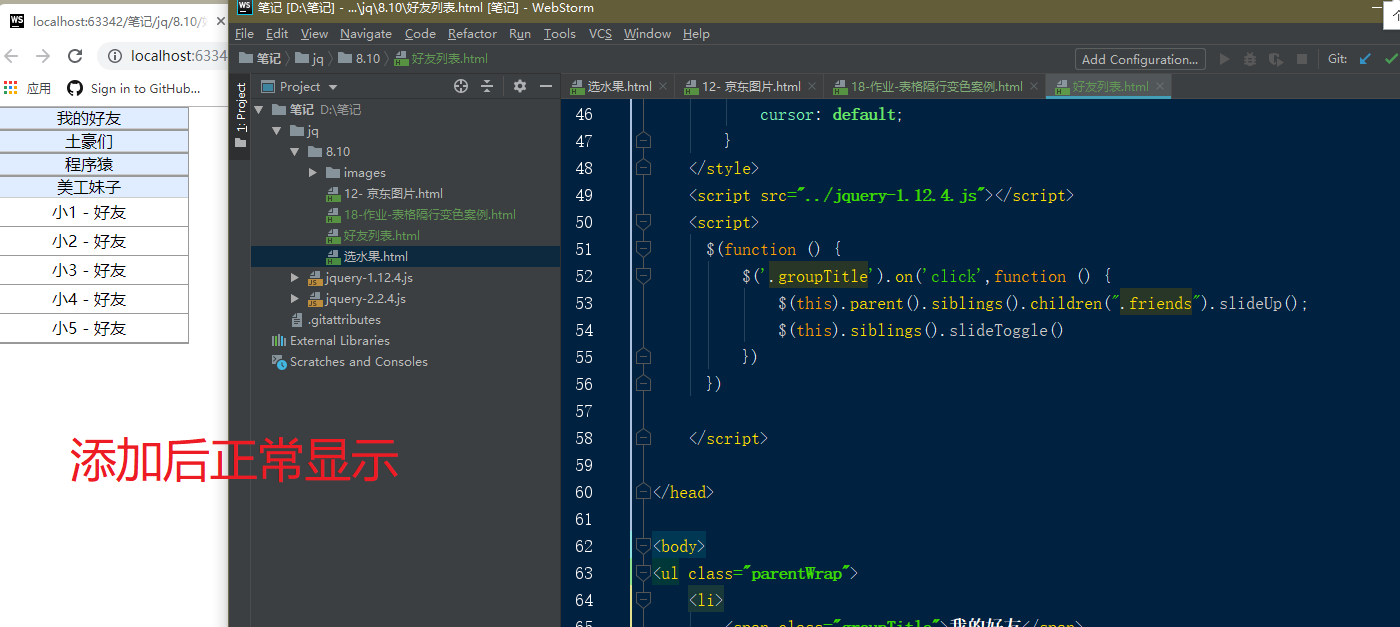 localhost:63342/笔记/jq/8.10/
localhost:6334
应用
Sign in to GitHub...
我的好友
土豪们
程序猿
美工妹子
小1 - 好友
小2 - 好友
小3 - 好友
小4 - 好友
小5 - 好友
添加后正常显示
笔记 [D:\笔记] - ...\jq\8.10\好友列表.html [笔记] - WebStorm
File Edit View Navigate Code Refactor Run Tools VCS Window Help
笔记 jq 8.10 好友列表.html
Add Configuration...
Git:
1: Project
Project
笔记 D:\笔记
jq
8.10
images
12- 京东图片.html
18-作业-表格隔行变色案例.html
好友列表.html
选水果.html
jquery-1.12.4.js
jquery-2.2.4.js
.gitattributes
External Libraries
Scratches and Consoles
选水果.html 12- 京东图片.html 18-作业-表格隔行变色案例.html 好友列表.html
46 cursor: default;
47 }
48 </style>
49 <script src="../jquery-1.12.4.js"></script>
50 <script>
51 $(function () {
52 $('.groupTitle').on('click',function () {
53 $(this).parent().siblings().children(".friends").slideUp();
54 $(this).siblings().slideToggle()
55 })
56 })
57
58 </script>
59
60 </head>
61
62 <body>
63 <ul class="parentWrap">
64 <li>
65 <span class="groupTitle">我的好友</span>